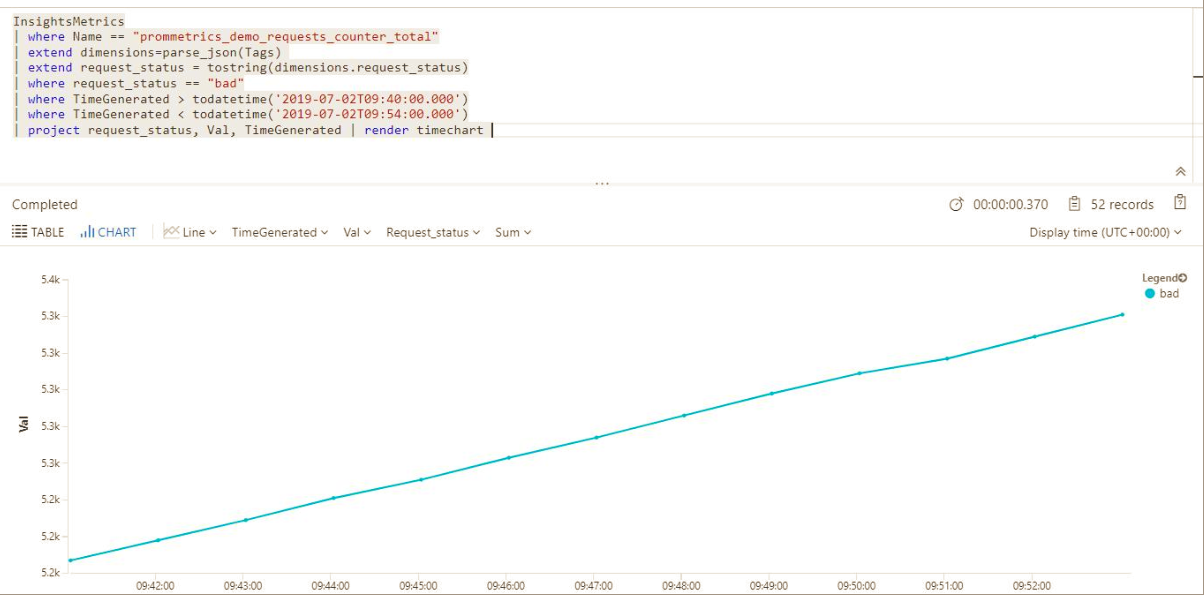 InsightsMetrics
| where Name == "prommetrics_demo_requests_counter_total"
| extend dimensions=parse_json(Tags)
| extend request_status = tostring(dimensions.request_status)
| where request_status == "bad"
| where TimeGenerated > todatetime('2019-07-02T09:40:00.000')
| where TimeGenerated < todatetime('2019-07-02T09:54:00.000')
| project request_status, Val, TimeGenerated | render timechart
...
Completed 00:00:00.370 52 records
TABLE CHART Line TimeGenerated Val Request_status Sum Display time (UTC+00:00)
Legend
bad
5.4k
5.3k
5.3k
5.3k
5.3k
5.3k
5.2k
5.2k
5.2k
Val
09:42:00 09:43:00 09:44:00 09:45:00 09:46:00 09:47:00 09:48:00 09:49:00 09:50:00 09:51:00 09:52:00